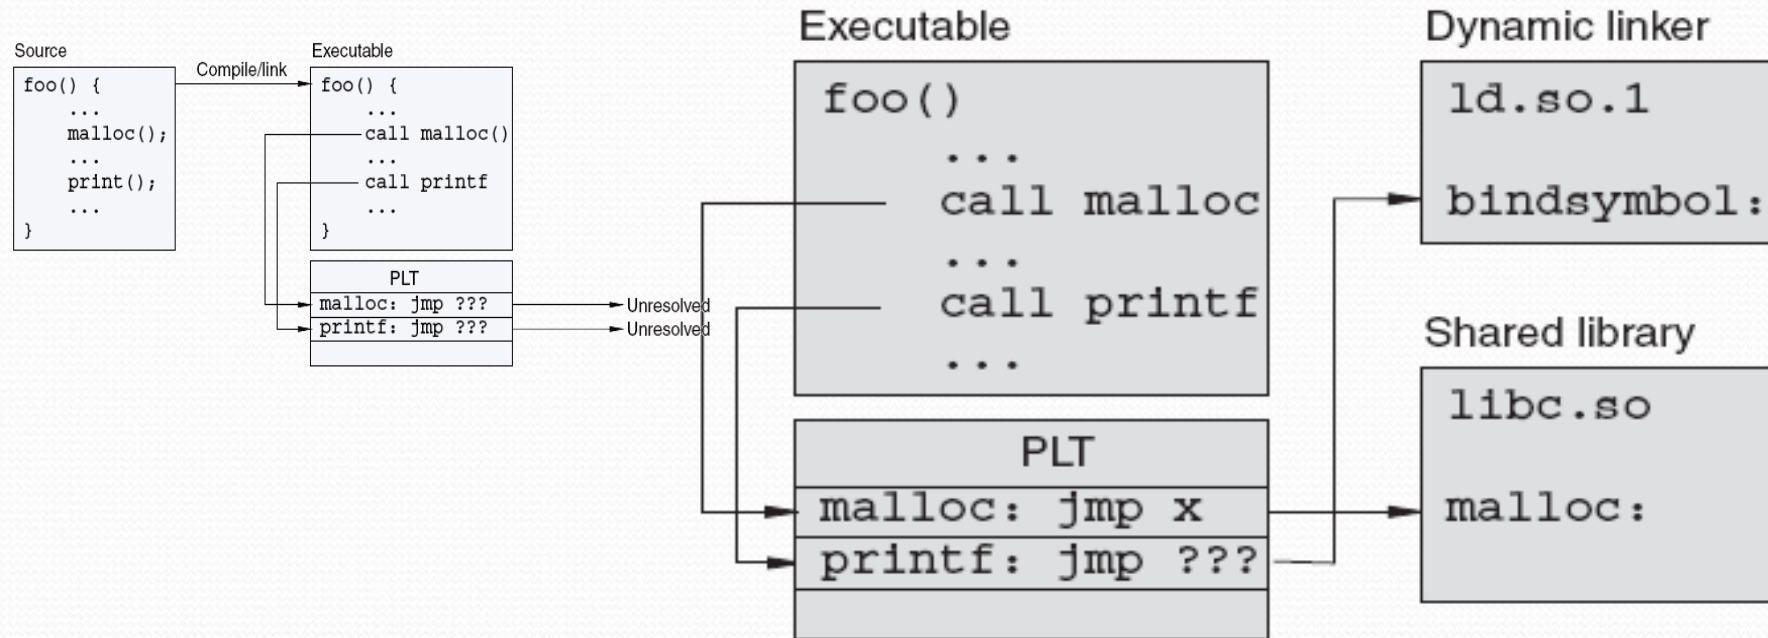 Source
foo() {
...
malloc();
...
print();
...
}
Compile/link
Executable
foo() {
...
call malloc()
...
call printf
...
}
PLT
malloc: jmp ???
printf: jmp ???
Unresolved
Unresolved
Executable
foo()
...
call malloc
...
call printf
...
PLT
malloc: jmp x
printf: jmp ???
Dynamic linker
ld.so.1
bindsymbol:
Shared library
libc.so
malloc: